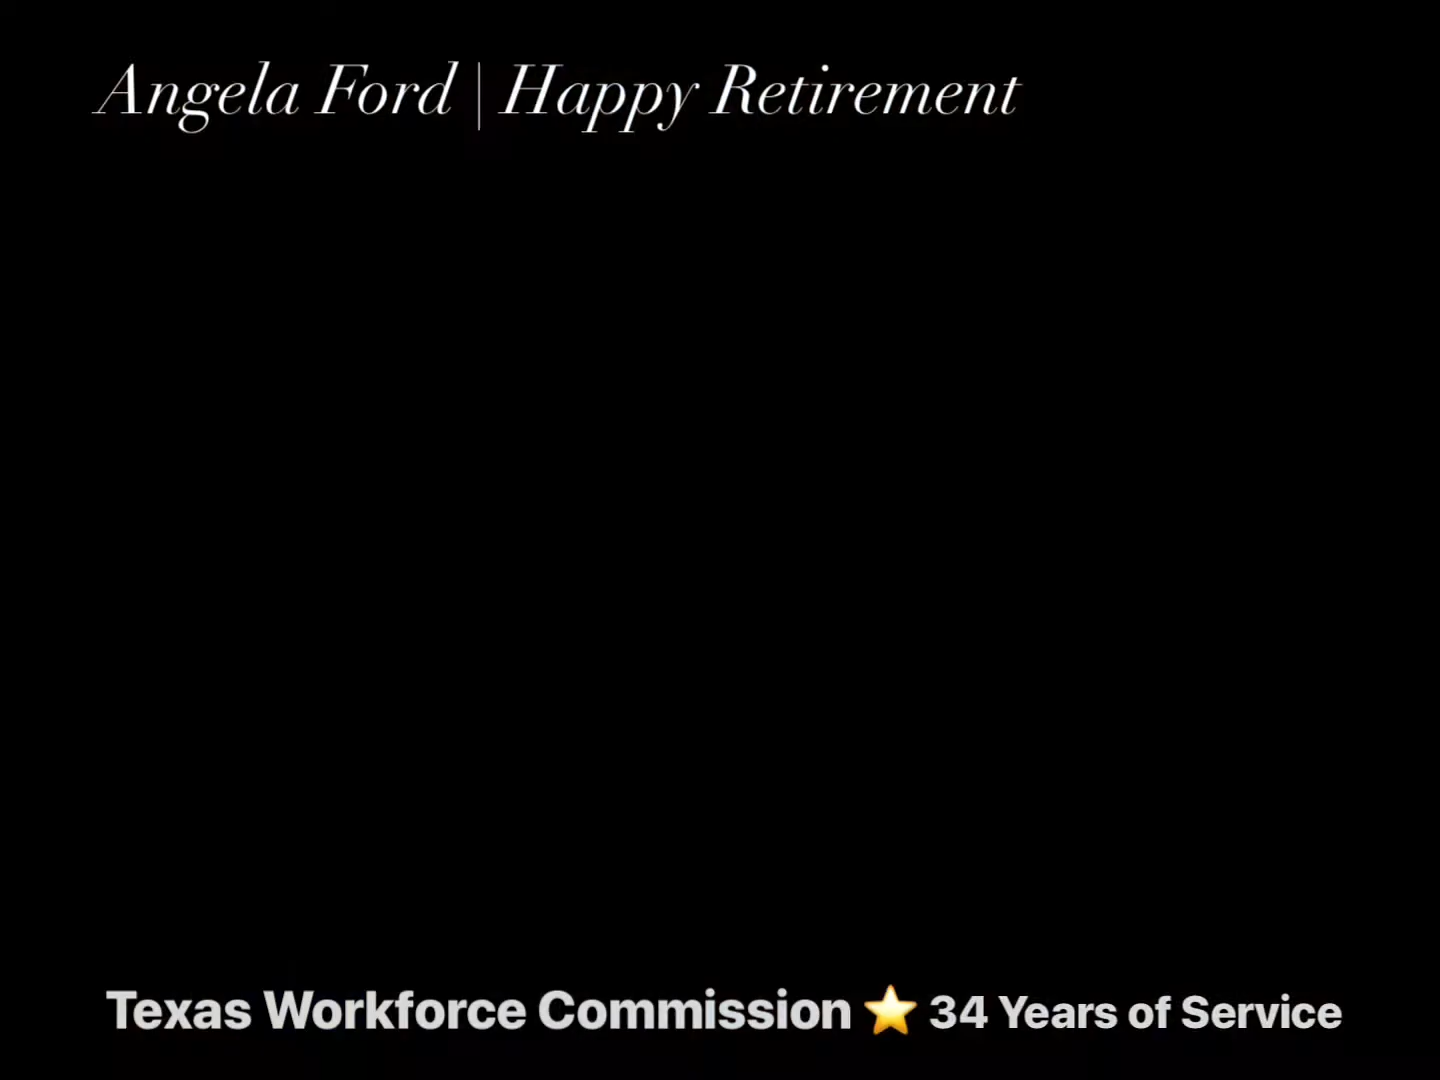 Angela Ford | Happy Retirement
Texas Workforce Commission ⭐ 34 Years of Service